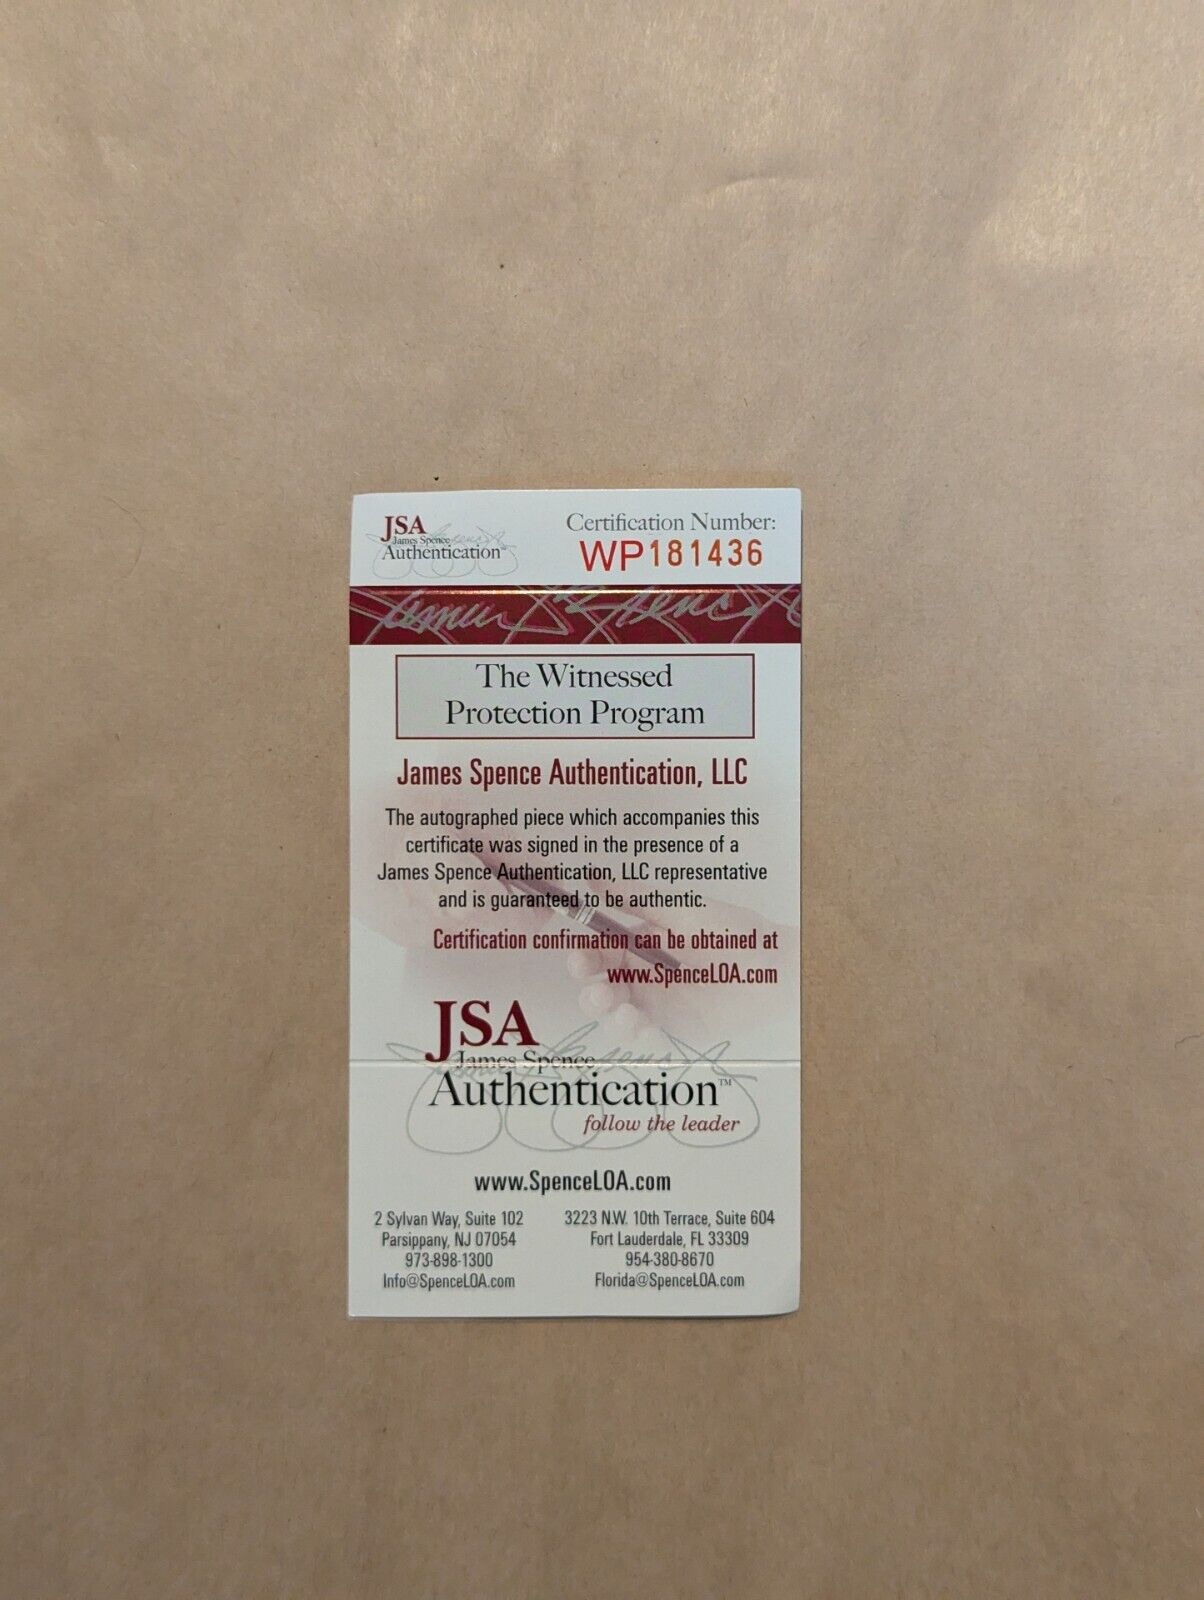 JSA
James Spence
Authentication
Certification Number:
WP181436
James Spence
The Witnessed
Protection Program
James Spence Authentication, LLC
The autographed piece which accompanies this
certificate was signed in the presence of a
James Spence Authentication, LLC representative
and is guaranteed to be authentic.
Certification confirmation can be obtained at
www.SpenceLOA.com
JSA
James Spence
Authentication™
follow the leader
www.SpenceLOA.com
2 Sylvan Way, Suite 102
Parsippany, NJ 07054
973-898-1300
Info@SpenceLOA.com
3223 N.W. 10th Terrace, Suite 604
Fort Lauderdale, FL 33309
954-380-8670
Florida@SpenceLOA.com